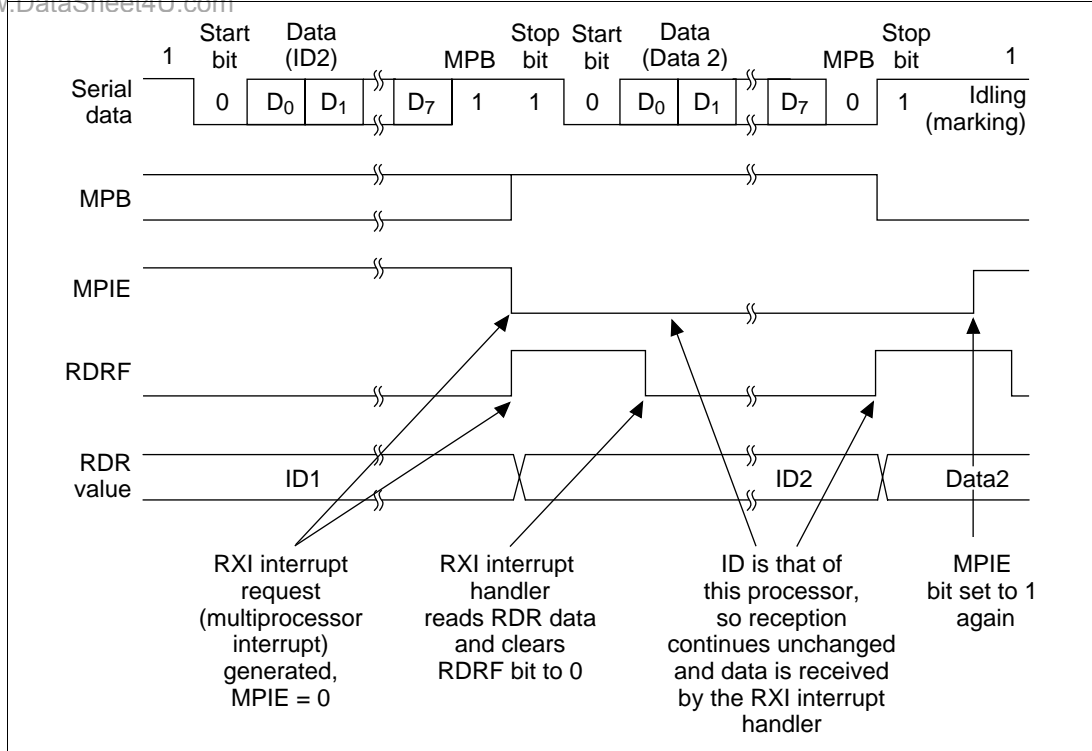 w.DataSheet4U.com
Start Data Stop Start Data Stop
1 bit (ID2) MPB bit bit (Data 2) MPB bit 1
Serial data 0 D0 D1 D7 1 1 0 D0 D1 D7 0 1 Idling (marking)
MPB
MPIE
RDRF
RDR value ID1 ID2 Data2
RXI interrupt
request
(multiprocessor
interrupt)
generated,
MPIE = 0
RXI interrupt
handler
reads RDR data
and clears
RDRF bit to 0
ID is that of
this processor,
so reception
continues unchanged
and data is received
by the RXI interrupt
handler
MPIE
bit set to 1
again